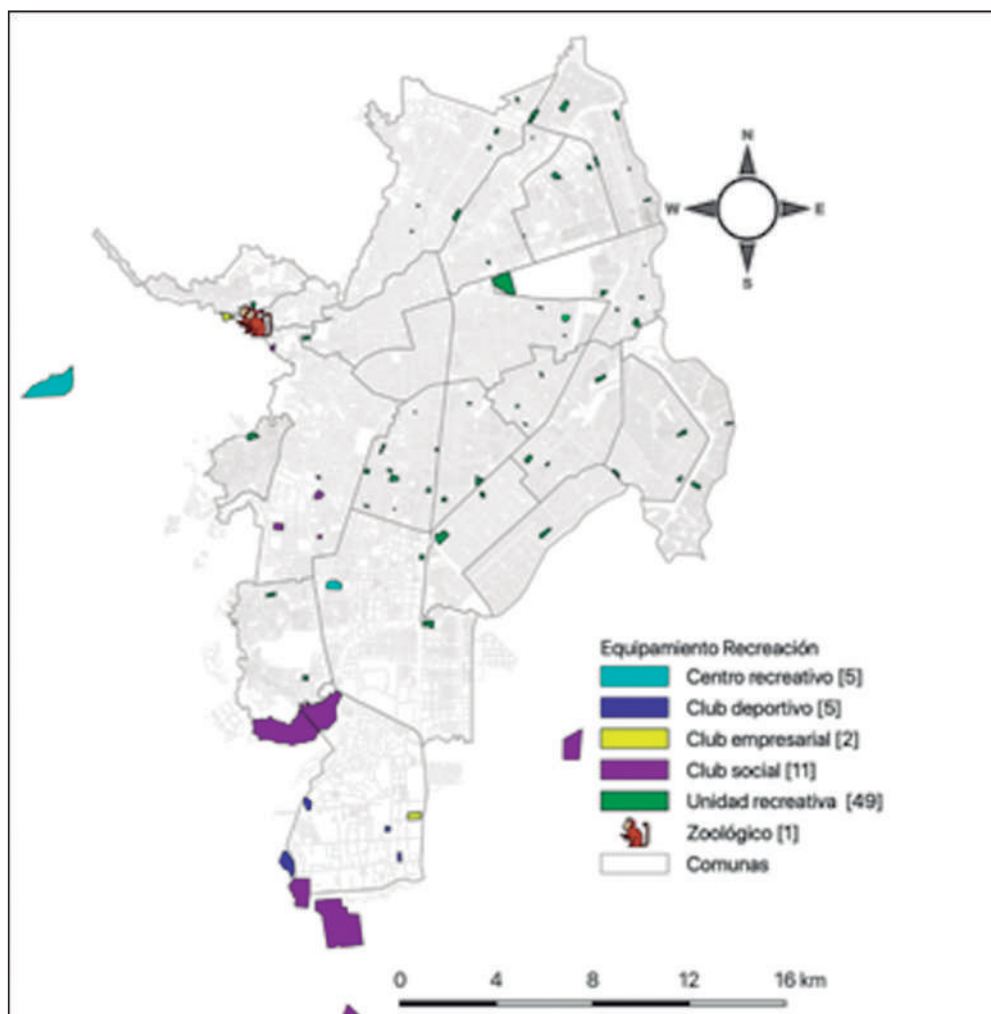 N
W E
S
Equipamiento Recreación
Centro recreativo [5]
Club deportivo [5]
Club empresarial [2]
Club social [11]
Unidad recreativa [49]
Zoológico [1]
Comunas
0 4 8 12 16 km